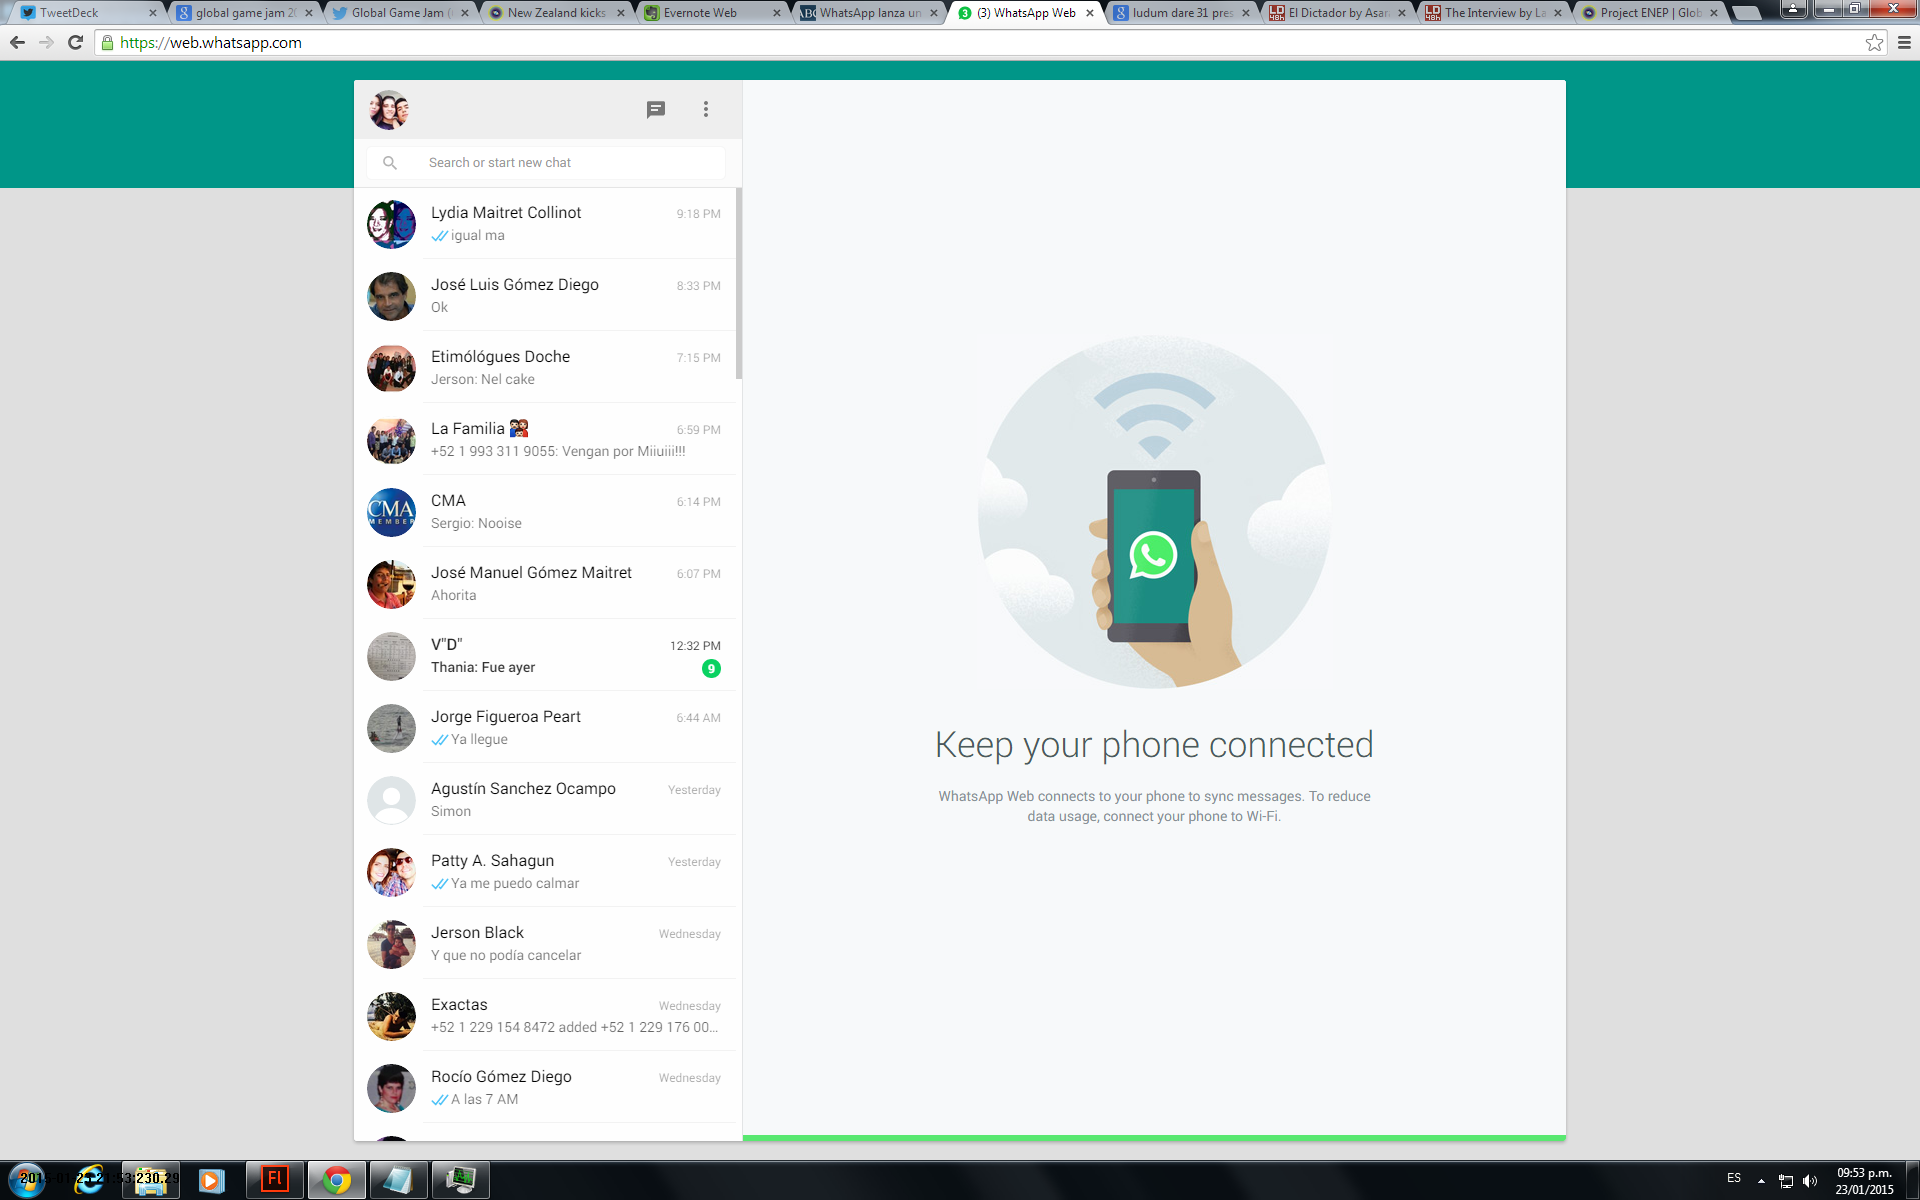 TweetDeck
global game jam 20
Global Game Jam (
New Zealand kicks
Evernote Web
ABC
WhatsApp lanza un
3
(3) WhatsApp Web
ludum dare 31 pres
El Dictador by Asar
The Interview by La
Project ENEP | Glob
https://web.whatsapp.com
Search or start new chat
Lydia Maitret Collinot
9:18 PM
igual ma
José Luis Gómez Diego
8:33 PM
Ok
Etimólógues Doche
7:15 PM
Jerson: Nel cake
La Familia 👨‍👩‍👦
6:59 PM
+52 1 993 311 9055: Vengan por Miiuiii!!!
CMA
MEMBER
CMA
6:14 PM
Sergio: Nooise
José Manuel Gómez Maitret
6:07 PM
Ahorita
V"D"
12:32 PM
Thania: Fue ayer
9
Jorge Figueroa Peart
6:44 AM
Ya llegue
Agustín Sanchez Ocampo
Yesterday
Simon
Patty A. Sahagun
Yesterday
Ya me puedo calmar
Jerson Black
Wednesday
Y que no podía cancelar
Exactas
Wednesday
+52 1 229 154 8472 added +52 1 229 176 00...
Rocío Gómez Diego
Wednesday
A las 7 AM
Keep your phone connected
WhatsApp Web connects to your phone to sync messages. To reduce
data usage, connect your phone to Wi-Fi.
Fl
ES
09:53 p.m.
23/01/2015